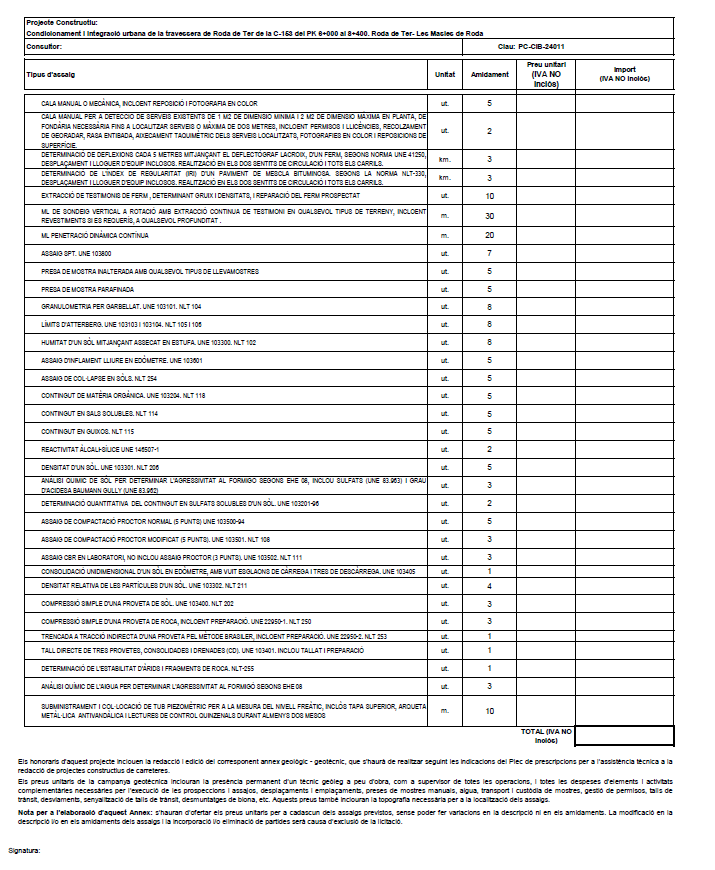 Projecte Constructiu:
Condicionament i integració urbana de la travessera de Roda de Ter de la C-153 del PK 6+000 al 8+400. Roda de Ter- Les Masies de Roda
Consultor: Clau: PC-CIB-24011
Tipus d'assaig Unitat Amidament Preu unitari (IVA NO inclòs) Import (IVA NO inclòs)
CALA MANUAL O MECÀNICA, INCLOENT REPOSICIÓ I FOTOGRAFIA EN COLOR ut. 5
CALA MANUAL PER A DETECCIÓ DE SERVEIS EXISTENTS DE 1 M2 DE DIMENSIÓ MÍNIMA I 2 M2 DE DIMENSIÓ MÀXIMA EN PLANTA, DE
FONDÀRIA NECESSÀRIA FINS A LOCALITZAR SERVEIS O MÀXIMA DE DOS METRES, INCLOENT PERMISOS I LLICÈNCIES, RECOLZAMENT
DE GEORADAR, RASA ENTIBADA, AIXECAMENT TAQUIMÈTRIC DELS SERVEIS LOCALITZATS, FOTOGRAFIES EN COLOR I REPOSICIONS DE
SUPERFÍCIE. ut. 2
DETERMINACIÓ DE DEFLEXIONS CADA 5 METRES MITJANÇANT EL DEFLECTÒGRAF LACROIX, D'UN FERM, SEGONS NORMA UNE 41250,
DESPLAÇAMENT I LLOGUER D'EQUIP INCLOSOS. REALITZACIÓ EN ELS DOS SENTITS DE CIRCULACIÓ I TOTS ELS CARRILS. km. 3
DETERMINACIÓ DE L'ÍNDEX DE REGULARITAT (IRI) D'UN PAVIMENT DE MESCLA BITUMINOSA. SEGONS LA NORMA NLT-330,
DESPLAÇAMENT I LLOGUER D'EQUIP INCLOSOS. REALITZACIÓ EN ELS DOS SENTITS DE CIRCULACIÓ I TOTS ELS CARRILS. km. 3
EXTRACCIÓ DE TESTIMONIS DE FERM , DETERMINANT GRUIX I DENSITATS, I REPARACIÓ DEL FERM PROSPECTAT ut. 10
ML DE SONDEIG VERTICAL A ROTACIÓ AMB EXTRACCIÓ CONTINUA DE TESTIMONI EN QUALSEVOL TIPUS DE TERRENY, INCLOENT
REVESTIMENTS SI ES REQUERÍS, A QUALSEVOL PROFUNDITAT . m. 30
ML PENETRACIÓ DINÀMICA CONTÍNUA m. 20
ASSAIG SPT. UNE 103800 ut. 7
PRESA DE MOSTRA INALTERADA AMB QUALSEVOL TIPUS DE LLEVAMOSTRES ut. 5
PRESA DE MOSTRA PARAFINADA ut. 5
GRANULOMETRIA PER GARBELLAT. UNE 103101. NLT 104 ut. 8
LÍMITS D'ATTERBERG. UNE 103103 I 103104. NLT 105 I 106 ut. 8
HUMITAT D'UN SÒL MITJANÇANT ASSECAT EN ESTUFA. UNE 103300. NLT 102 ut. 8
ASSAIG D'INFLAMENT LLIURE EN EDÒMETRE. UNE 103601 ut. 5
ASSAIG DE COL·LAPSE EN SÒLS. NLT 254 ut. 5
CONTINGUT DE MATÈRIA ORGÀNICA. UNE 103204. NLT 118 ut. 5
CONTINGUT EN SALS SOLUBLES. NLT 114 ut. 5
CONTINGUT EN GUIXOS. NLT 115 ut. 5
REACTIVITAT ÀLCALI-SÍLICE UNE 146507-1 ut. 2
DENSITAT D'UN SÒL. UNE 103301. NLT 206 ut. 5
ANÀLISI QUIMIC DE SÒL PER DETERMINAR L'AGRESSIVITAT AL FORMIGO SEGONS EHE 08, INCLOU SULFATS (UNE 83.963) I GRAU
D'ACIDESA BAUMANN GULLY (UNE 83.962) ut. 3
DETERMINACIÓ QUANTITATIVA DEL CONTINGUT EN SULFATS SOLUBLES D'UN SÒL. UNE 103201-96 ut. 2
ASSAIG DE COMPACTACIÓ PROCTOR NORMAL (5 PUNTS) UNE 103500-94 ut. 5
ASSAIG DE COMPACTACIÓ PROCTOR MODIFICAT (5 PUNTS). UNE 103501. NLT 108 ut. 3
ASSAIG CBR EN LABORATORI, NO INCLOU ASSAIG PROCTOR (3 PUNTS). UNE 103502. NLT 111 ut. 3
CONSOLIDACIÓ UNIDIMENSIONAL D'UN SÒL EN EDÒMETRE, AMB VUIT ESGLAONS DE CÀRREGA I TRES DE DESCÀRREGA. UNE 103405 ut. 1
DENSITAT RELATIVA DE LES PARTÍCULES D'UN SÒL. UNE 103302. NLT 211 ut. 4
COMPRESSIÓ SIMPLE D'UNA PROVETA DE SÒL. UNE 103400. NLT 202 ut. 3
COMPRESSIÓ SIMPLE D'UNA PROVETA DE ROCA, INCLOENT PREPARACIÓ. UNE 22950-1. NLT 250 ut. 3
TRENCADA A TRACCIÓ INDIRECTA D'UNA PROVETA PEL MÈTODE BRASILER, INCLOENT PREPARACIÓ. UNE 22950-2. NLT 253 ut. 1
TALL DIRECTE DE TRES PROVETES, CONSOLIDADES I DRENADES (CD). UNE 103401. INCLOU TALLAT I PREPARACIÓ ut. 1
DETERMINACIÓ DE L'ESTABILITAT D'ÀRIDS I FRAGMENTS DE ROCA. NLT-255 ut. 1
ANÀLISI QUÍMIC DE L'AIGUA PER DETERMINAR L'AGRESSIVITAT AL FORMIGÓ SEGONS EHE 08 ut. 3
SUBMINISTRAMENT I COL·LOCACIÓ DE TUB PIEZOMÈTRIC PER A LA MESURA DEL NIVELL FREÀTIC, INCLÒS TAPA SUPERIOR, ARQUETA
METÀL·LICA ANTIVANDÀLICA I LECTURES DE CONTROL QUINZENALS DURANT ALMENYS DOS MESOS m. 10
TOTAL (IVA NO inclòs)
Els honoraris d'aquest projecte inclouen la redacció i edició del corresponent annex geològic - geotècnic, que s'haurà de realitzar seguint les indicacions del Plec de prescripcions per a l'assistència tècnica a la
redacció de projectes constructius de carreteres.
Els preus unitaris de la campanya geotècnica inclouran la presència permanent d'un tècnic geòleg a peu d'obra, com a supervisor de totes les operacions, i totes les despeses d'elements i activitats
complementàries necessàries per l'execució de les prospeccions i assajos, desplaçaments i emplaçaments, preses de mostres manuals, aigua, transport i custòdia de mostres, gestió de permisos, talls de
trànsit, desviaments, senyalització de talls de trànsit, desmuntatges de biona, etc. Aquests preus també inclouran la topografia necessària per a la localització dels assaigs.
Nota per a l'elaboració d'aquest Annex: s'hauran d'ofertar els preus unitaris per a cadascun dels assaigs previstos, sense poder fer variacions en la descripció ni en els amidaments. La modificació en la
descripció i/o en els amidaments dels assaigs i la incorporació i/o eliminació de partides serà causa d'exclusió de la licitació.
Signatura: